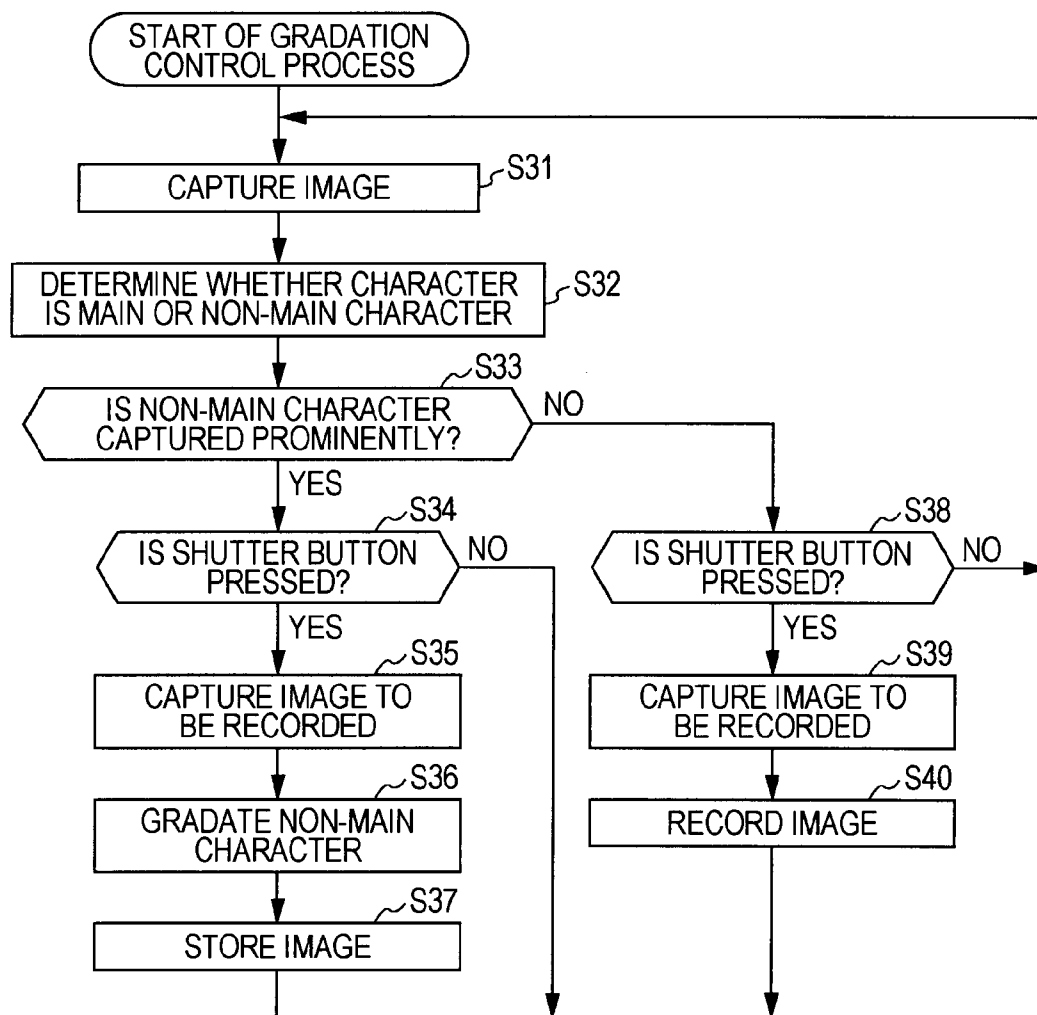 START OF GRADATION
CONTROL PROCESS
S31
CAPTURE IMAGE
S32
DETERMINE WHETHER CHARACTER
IS MAIN OR NON-MAIN CHARACTER
S33
IS NON-MAIN CHARACTER
CAPTURED PROMINENTLY?
NO
YES
S34
IS SHUTTER BUTTON
PRESSED?
NO
YES
S35
CAPTURE IMAGE TO
BE RECORDED
S36
GRADATE NON-MAIN
CHARACTER
S37
STORE IMAGE
S38
IS SHUTTER BUTTON
PRESSED?
NO
YES
S39
CAPTURE IMAGE TO
BE RECORDED
S40
RECORD IMAGE